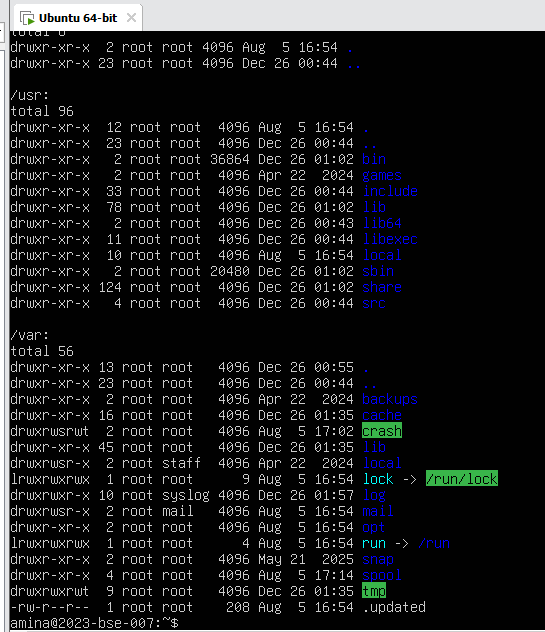 Ubuntu 64-bit
total 8
drwxr-xr-x  2 root root 4096 Aug  5 16:54 .
drwxr-xr-x 23 root root 4096 Dec 26 00:44 ..
/usr:
total 96
drwxr-xr-x  12 root root  4096 Aug  5 16:54 .
drwxr-xr-x  23 root root  4096 Dec 26 00:44 ..
drwxr-xr-x   2 root root 36864 Dec 26 01:02 bin
drwxr-xr-x   2 root root  4096 Apr 22  2024 games
drwxr-xr-x  33 root root  4096 Dec 26 00:44 include
drwxr-xr-x  78 root root  4096 Dec 26 01:02 lib
drwxr-xr-x   2 root root  4096 Dec 26 00:43 lib64
drwxr-xr-x  11 root root  4096 Dec 26 00:44 libexec
drwxr-xr-x  10 root root  4096 Aug  5 16:54 local
drwxr-xr-x   2 root root 20480 Dec 26 01:02 sbin
drwxr-xr-x 124 root root  4096 Dec 26 01:02 share
drwxr-xr-x   4 root root  4096 Dec 26 00:44 src
/var:
total 56
drwxr-xr-x 13 root root   4096 Dec 26 00:55 .
drwxr-xr-x 23 root root   4096 Dec 26 00:44 ..
drwxr-xr-x  2 root root   4096 Apr 22  2024 backups
drwxr-xr-x 16 root root   4096 Dec 26 01:35 cache
drwxrwsrwt  2 root root   4096 Aug  5 17:02 crash
drwxr-xr-x 45 root root   4096 Dec 26 01:35 lib
drwxrwsr-x  2 root staff  4096 Apr 22  2024 local
lrwxrwxrwx  1 root root      9 Aug  5 16:54 lock -> /run/lock
drwxrwxr-x 10 root syslog 4096 Dec 26 01:57 log
drwxrwsr-x  2 root mail   4096 Aug  5 16:54 mail
drwxr-xr-x  2 root root   4096 Aug  5 16:54 opt
lrwxrwxrwx  1 root root      4 Aug  5 16:54 run -> /run
drwxr-xr-x  2 root root   4096 May 21  2025 snap
drwxr-xr-x  4 root root   4096 Aug  5 17:14 spool
drwxrwxrwt  9 root root   4096 Dec 26 01:35 tmp
-rw-r--r--  1 root root    208 Aug  5 16:54 .updated
amina@2023-bse-007:~$